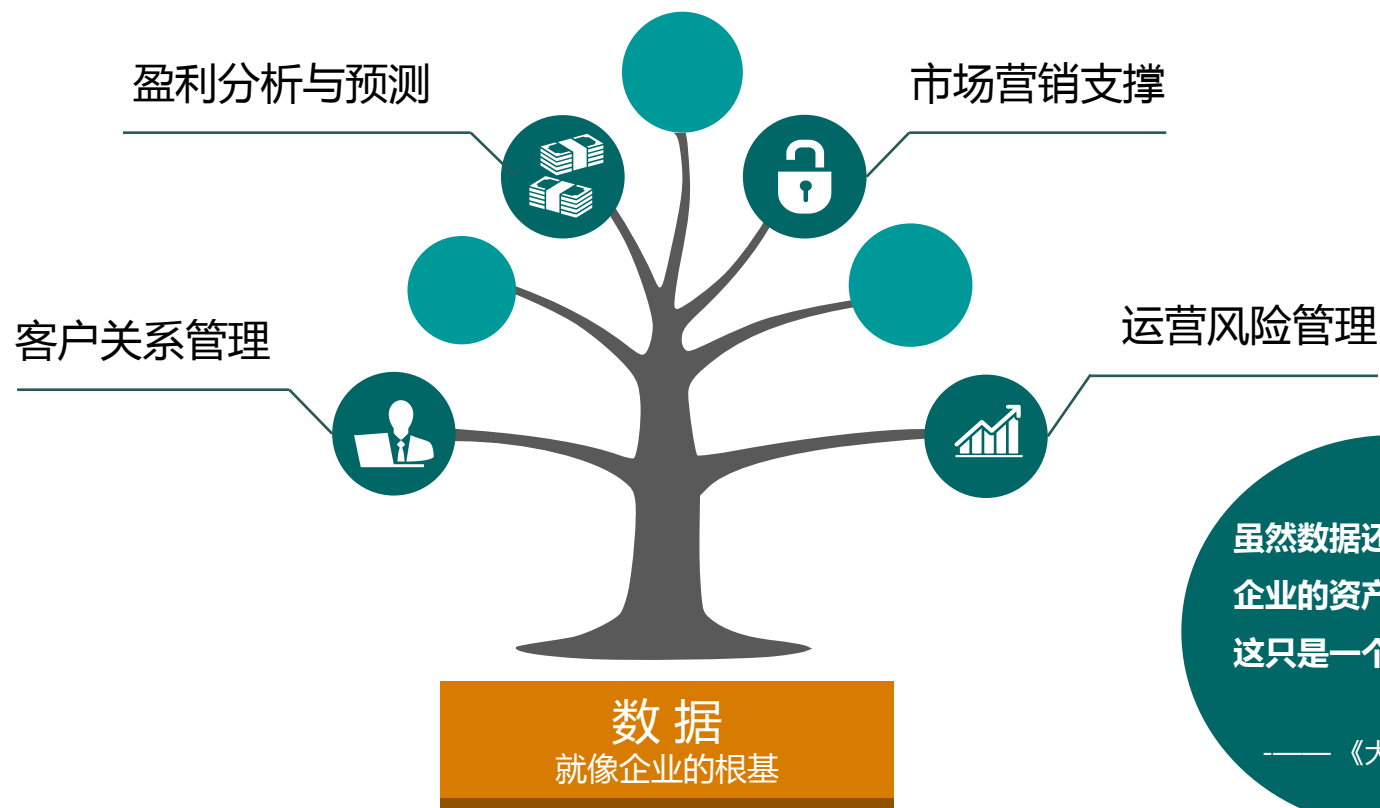 盈利分析与预测
市场营销支撑
客户关系管理
运营风险管理
虽然数据还
企业的资产
这只是一个
-—— 《大
数 据
就像企业的根基